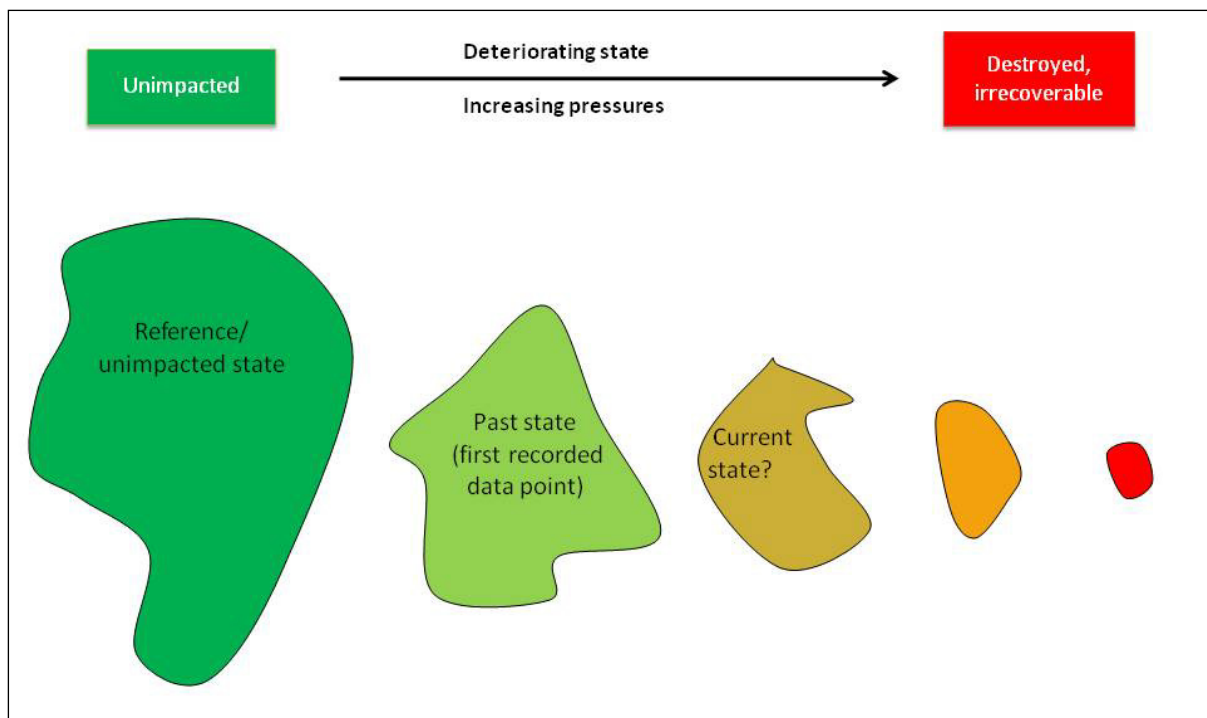 Unimpacted
Deteriorating state
Increasing pressures
Destroyed,
irrecoverable
Reference/
unimpacted state
Past state
(first recorded
data point)
Current
state?